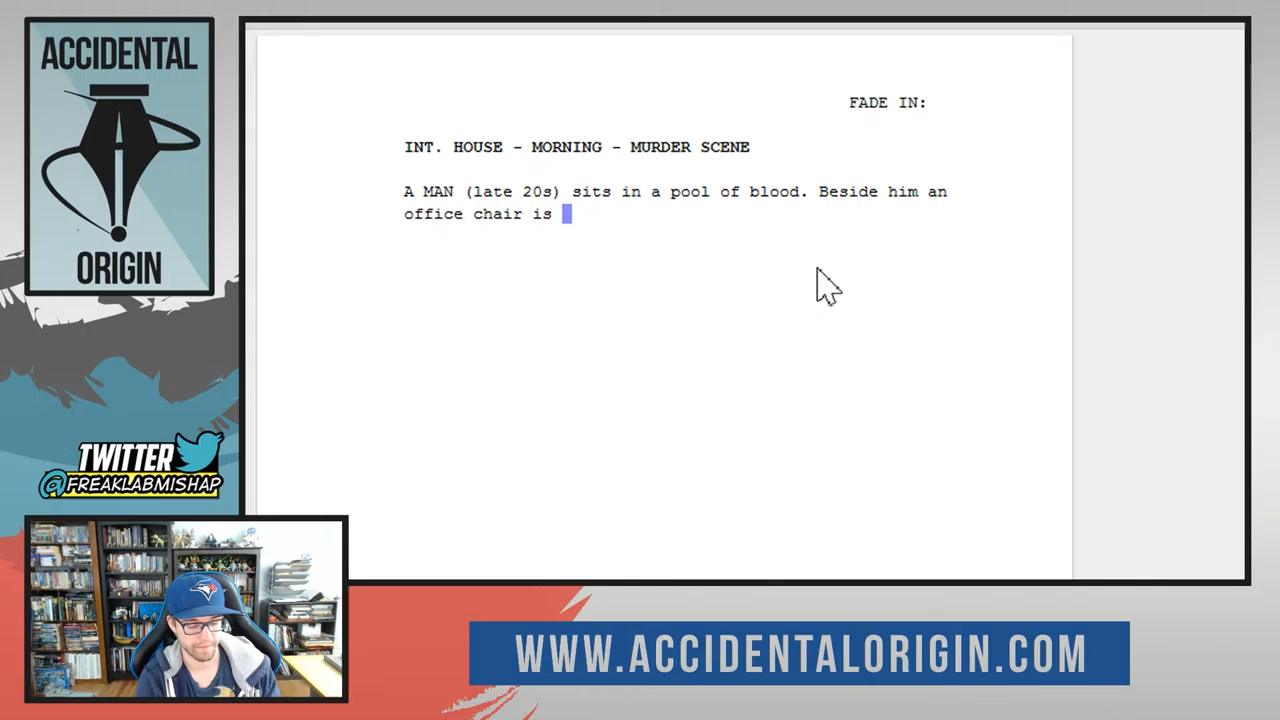 ACCIDENTAL
ORIGIN
FADE IN:
INT. HOUSE - MORNING - MURDER SCENE
A MAN (late 20s) sits in a pool of blood. Beside him an
office chair is
TWITTER
@FREAKLABMISHAP
WWW.ACCIDENTALORIGIN.COM